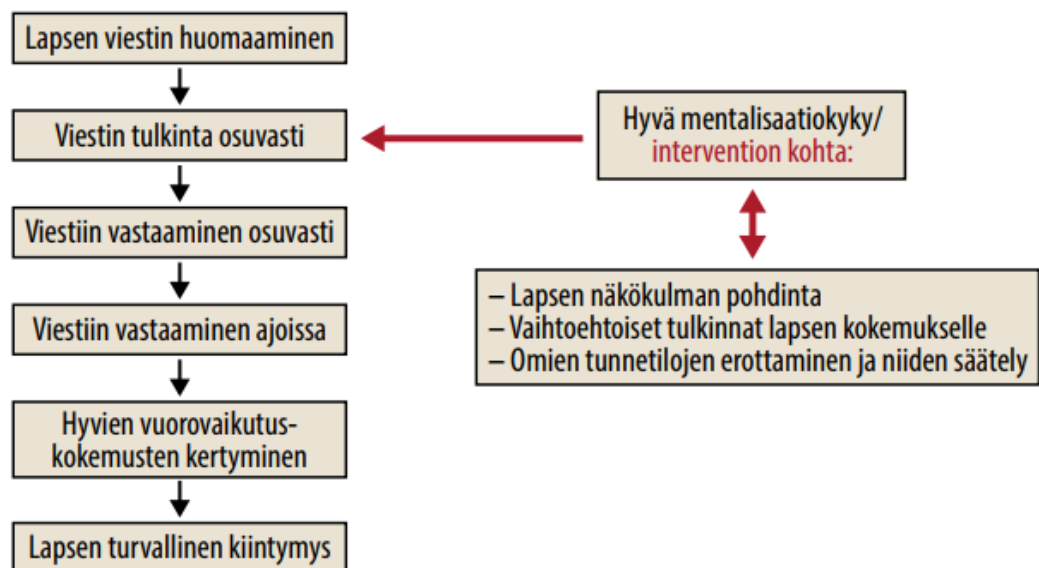 Lapsen viestin huomaaminen
Viestin tulkinta osuvasti
Viestiin vastaaminen osuvasti
Viestiin vastaaminen ajoissa
Hyvien vuorovaikutus-
kokemusten kertyminen
Lapsen turvallinen kiintymys
Hyvä mentalisaatiokyky/
intervention kohta:
– Lapsen näkökulman pohdinta
– Vaihtoehtoiset tulkinnat lapsen kokemukselle
– Omien tunnetilojen erottaminen ja niiden säätely